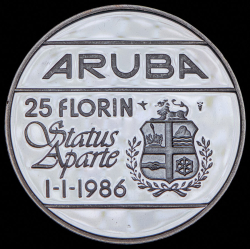 ARUBA
25 FLORIN
Status
Aparte
1-1-1986